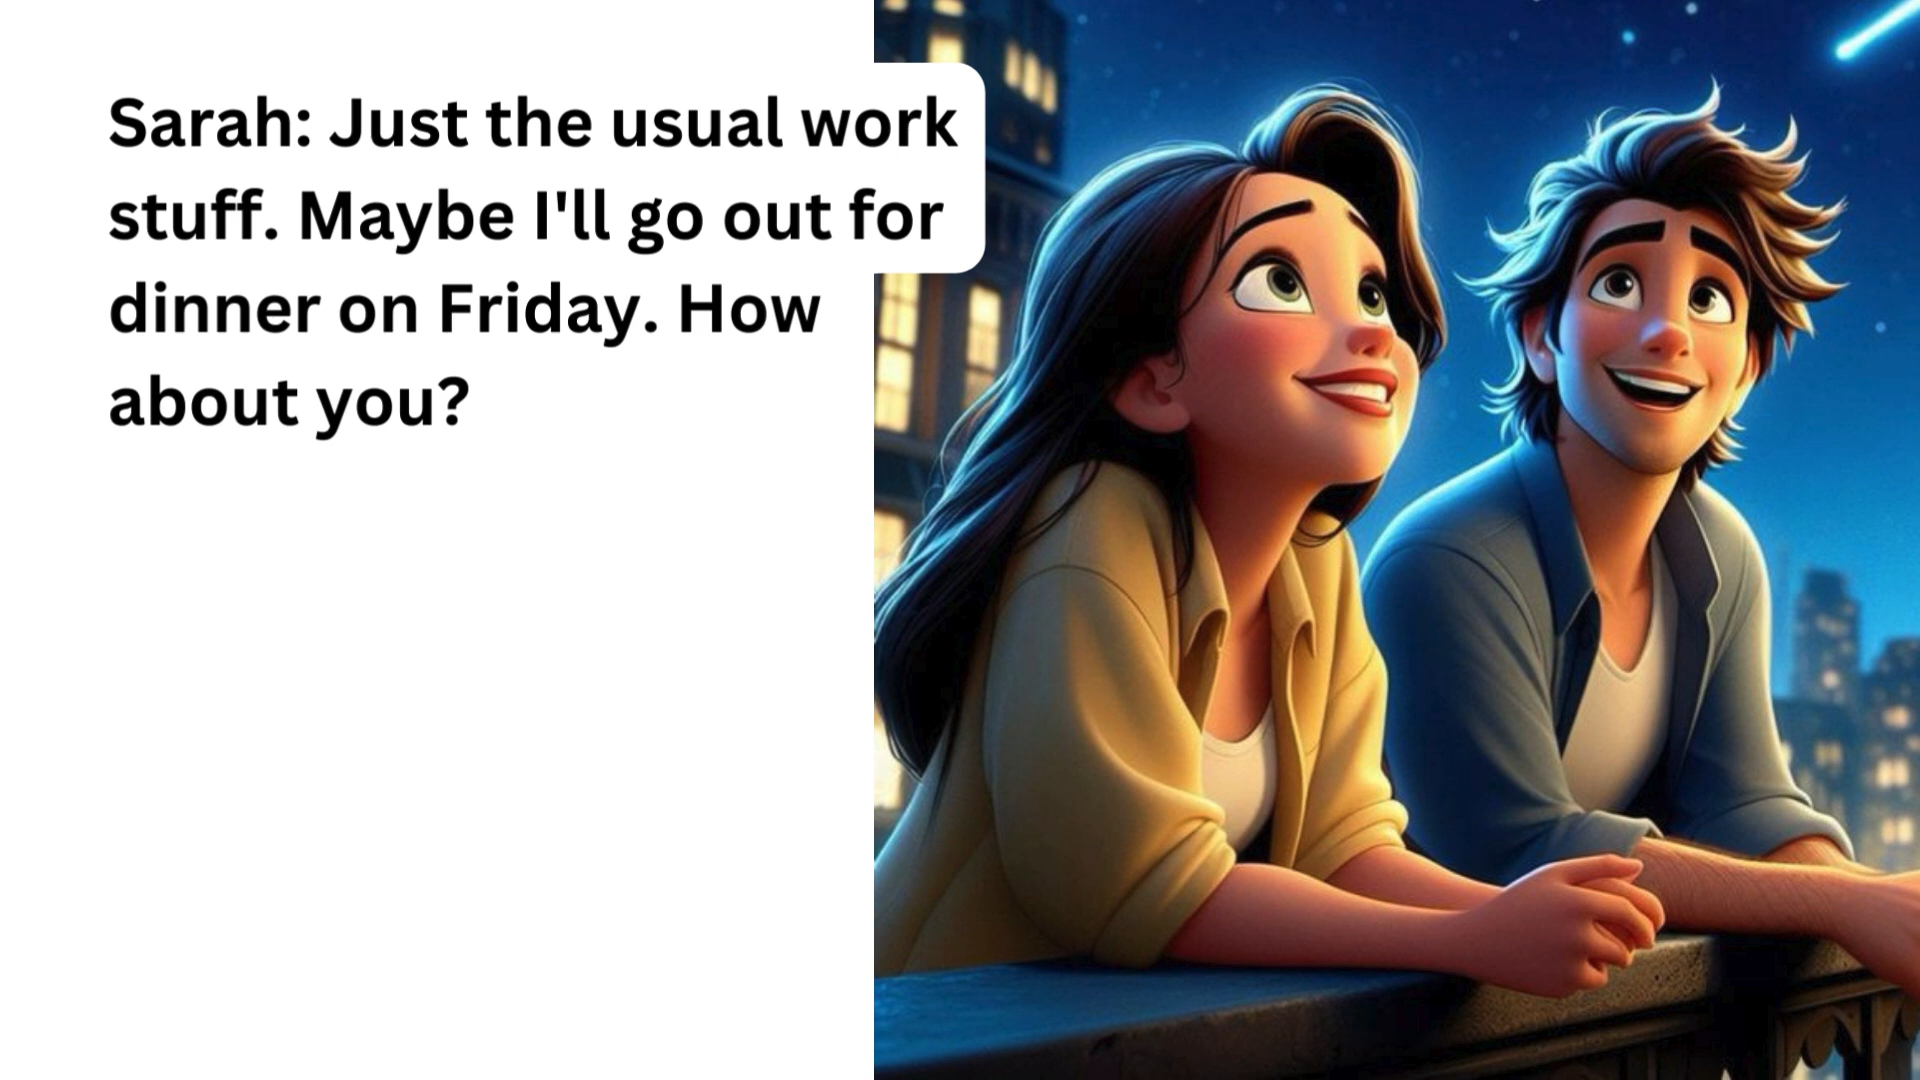 Sarah: Just the usual work
stuff. Maybe I'll go out for
dinner on Friday. How
about you?